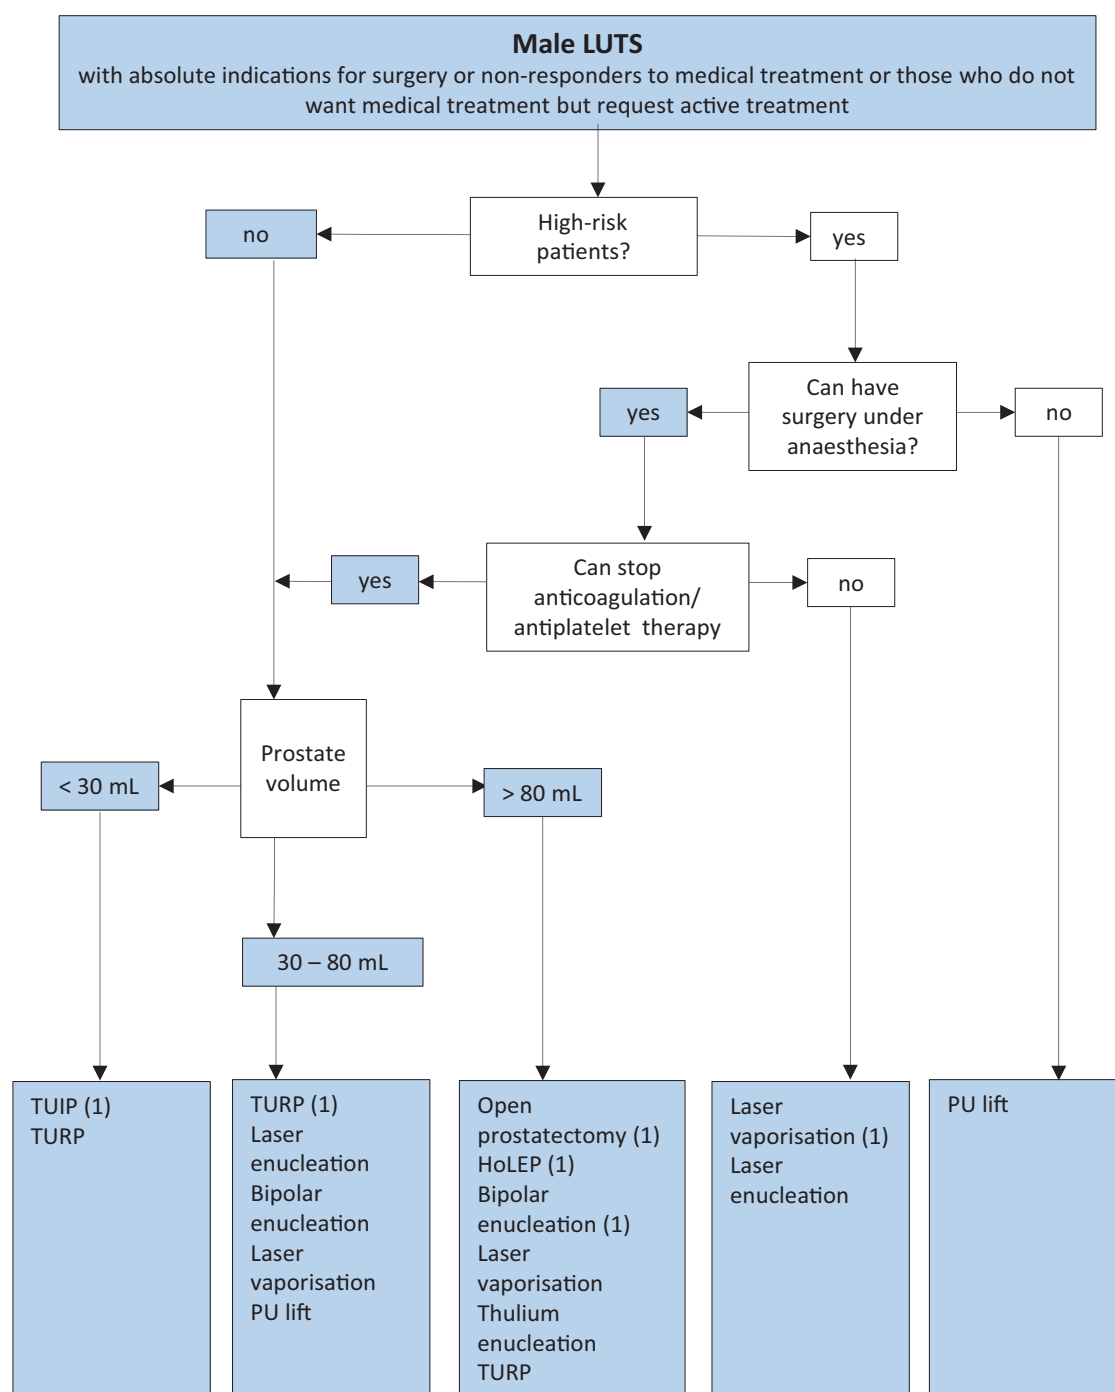 Male LUTS
with absolute indications for surgery or non-responders to medical treatment or those who do not
want medical treatment but request active treatment
High-risk
patients?
no
yes
Can have
surgery under
anaesthesia?
yes
no
Can stop
anticoagulation/
antiplatelet therapy
yes
no
Prostate
volume
< 30 mL
> 80 mL
30 – 80 mL
TUIP (1)
TURP
TURP (1)
Laser
enucleation
Bipolar
enucleation
Laser
vaporisation
PU lift
Open
prostatectomy (1)
HoLEP (1)
Bipolar
enucleation (1)
Laser
vaporisation
Thulium
enucleation
TURP
Laser
vaporisation (1)
Laser
enucleation
PU lift